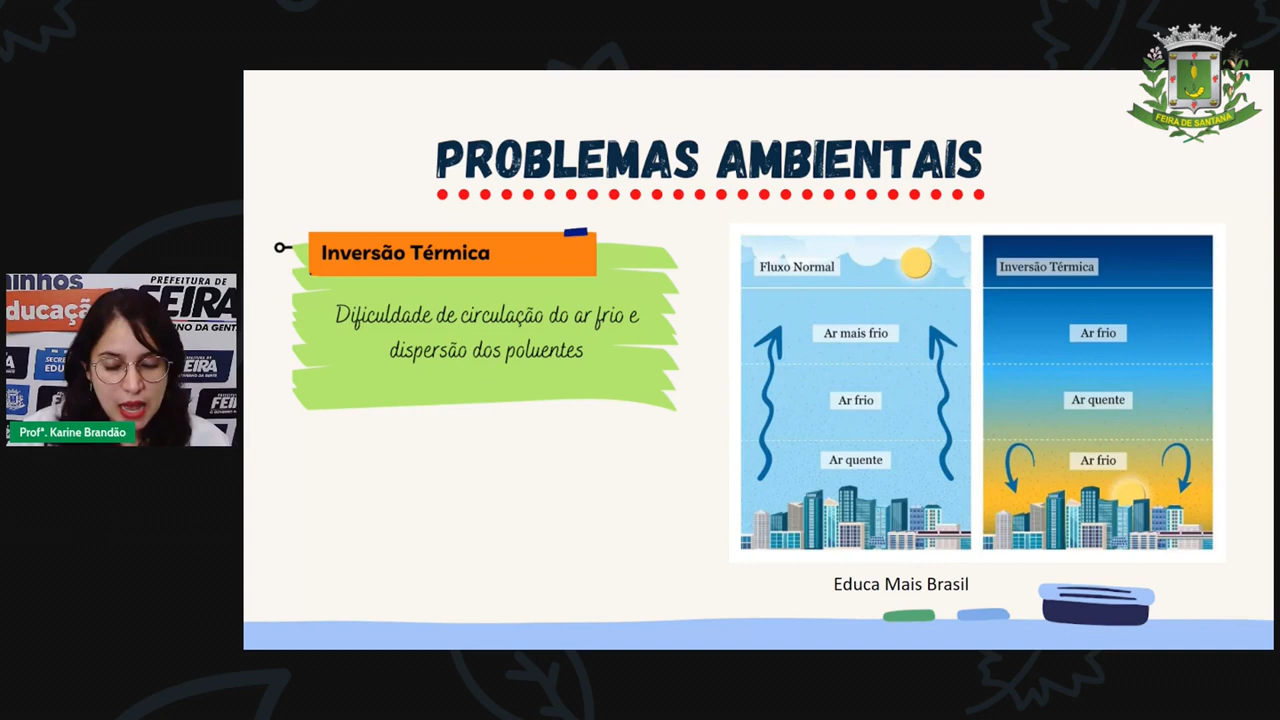 FEIRA DE SANTANA
PROBLEMAS AMBIENTAIS
Inversão Térmica
Dificuldade de circulação do ar frio e
dispersão dos poluentes
Fluxo Normal
Ar mais frio
Ar frio
Ar quente
Inversão Térmica
Ar frio
Ar quente
Ar frio
Educa Mais Brasil
PREFEITURA DE
FEIRA
Profª. Karine Brandão